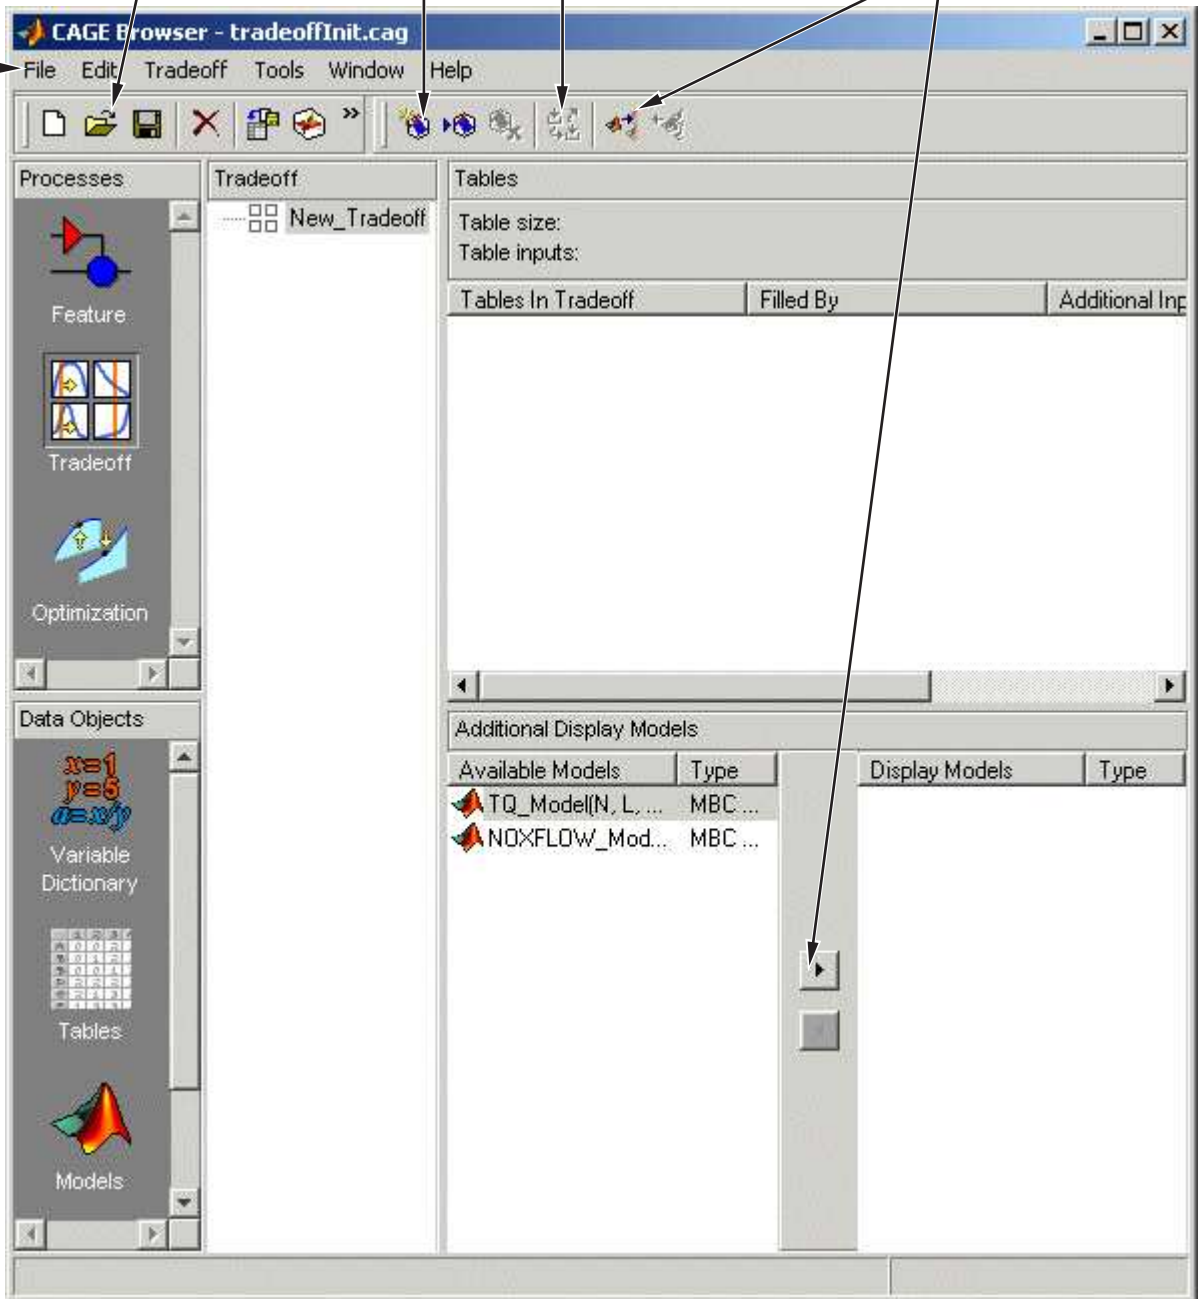 CAGE Browser - tradeoffInit.cag
File Edit Tradeoff Tools Window Help
Processes
Feature
Tradeoff
Optimization
Data Objects
x=1
y=5
a=x/y
Variable
Dictionary
Tables
Models
Tradeoff
New_Tradeoff
Tables
Table size:
Table inputs:
Tables In Tradeoff Filled By Additional Inp
Additional Display Models
Available Models Type
TQ_Model(N, L, ... MBC ...
NOXFLOW_Mod... MBC ...
Display Models Type